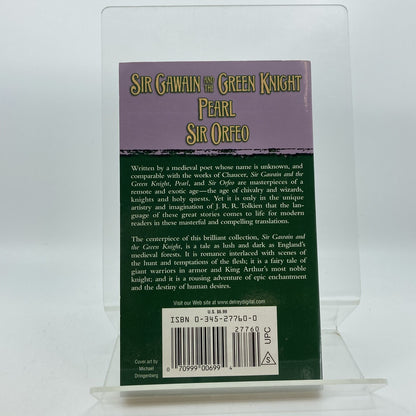 SIR GAWAIN AND THE GREEN KNIGHT
PEARL
SIR ORFEO
Written by a medieval poet whose name is unknown, and
comparable with the works of Chaucer, Sir Gawain and the
Green Knight, Pearl, and Sir Orfeo are masterpieces of a
remote and exotic age—the age of chivalry and wizards,
knights and holy quests. Yet it is only in the unique
artistry and imagination of J. R. R. Tolkien that the lan-
guage of these great stories comes to life for modern
readers in these masterful and compelling translations.
The centerpiece of this brilliant collection, Sir Gawain and
the Green Knight, is a tale as lush and dark as England's
medieval forests. It is romance interlaced with scenes of
the hunt and temptations of the flesh; it is a fairy tale of
giant warriors in armor and King Arthur's most noble
knight; and it is a rousing adventure of epic enchantment
and the destiny of human desires.
Visit our Web site at www.delreydigital.com
U.S. $6.99
ISBN 0-345-27760-0
27760
UPC
S
0 70999 00699 4
Cover art by
Michael
Dringenberg